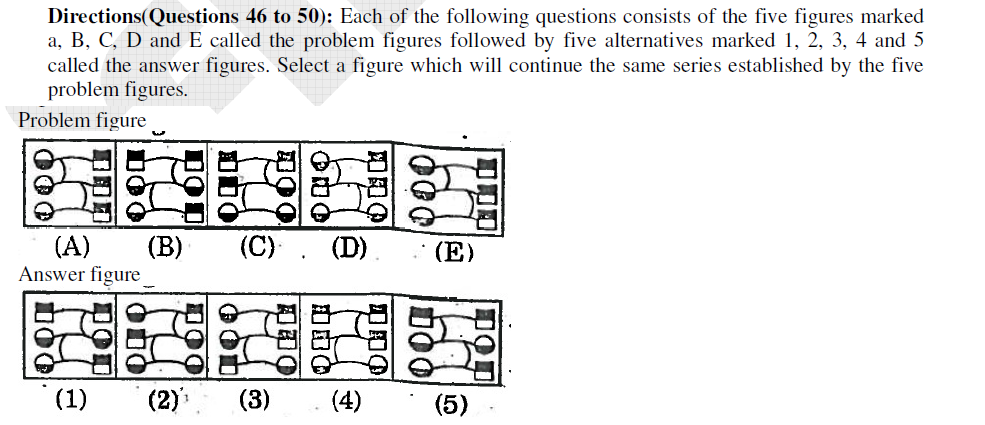 Directions(Questions 46 to 50): Each of the following questions consists of the five figures marked
a, B, C, D and E called the problem figures followed by five alternatives marked 1, 2, 3, 4 and 5
called the answer figures. Select a figure which will continue the same series established by the five
problem figures.
Problem figure
(A) (B) (C) (D) (E)
Answer figure
(1) (2) (3) (4) (5)